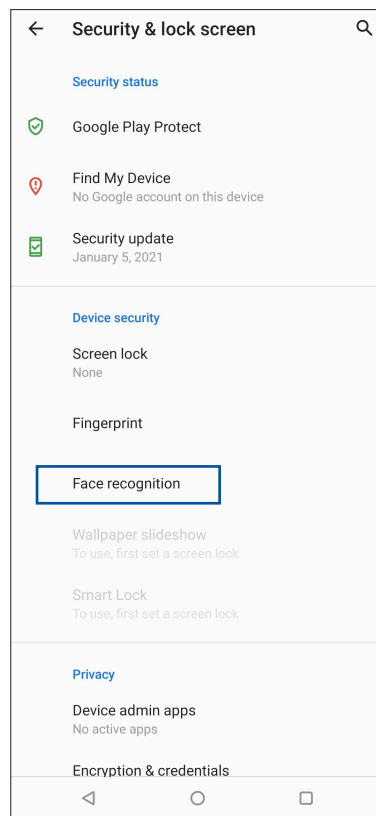 Security & lock screen
Security status
Google Play Protect
Find My Device
No Google account on this device
Security update
January 5, 2021
Device security
Screen lock
None
Fingerprint
Face recognition
Wallpaper slideshow
To use, first set a screen lock
Smart Lock
To use, first set a screen lock
Privacy
Device admin apps
No active apps
Encryption & credentials